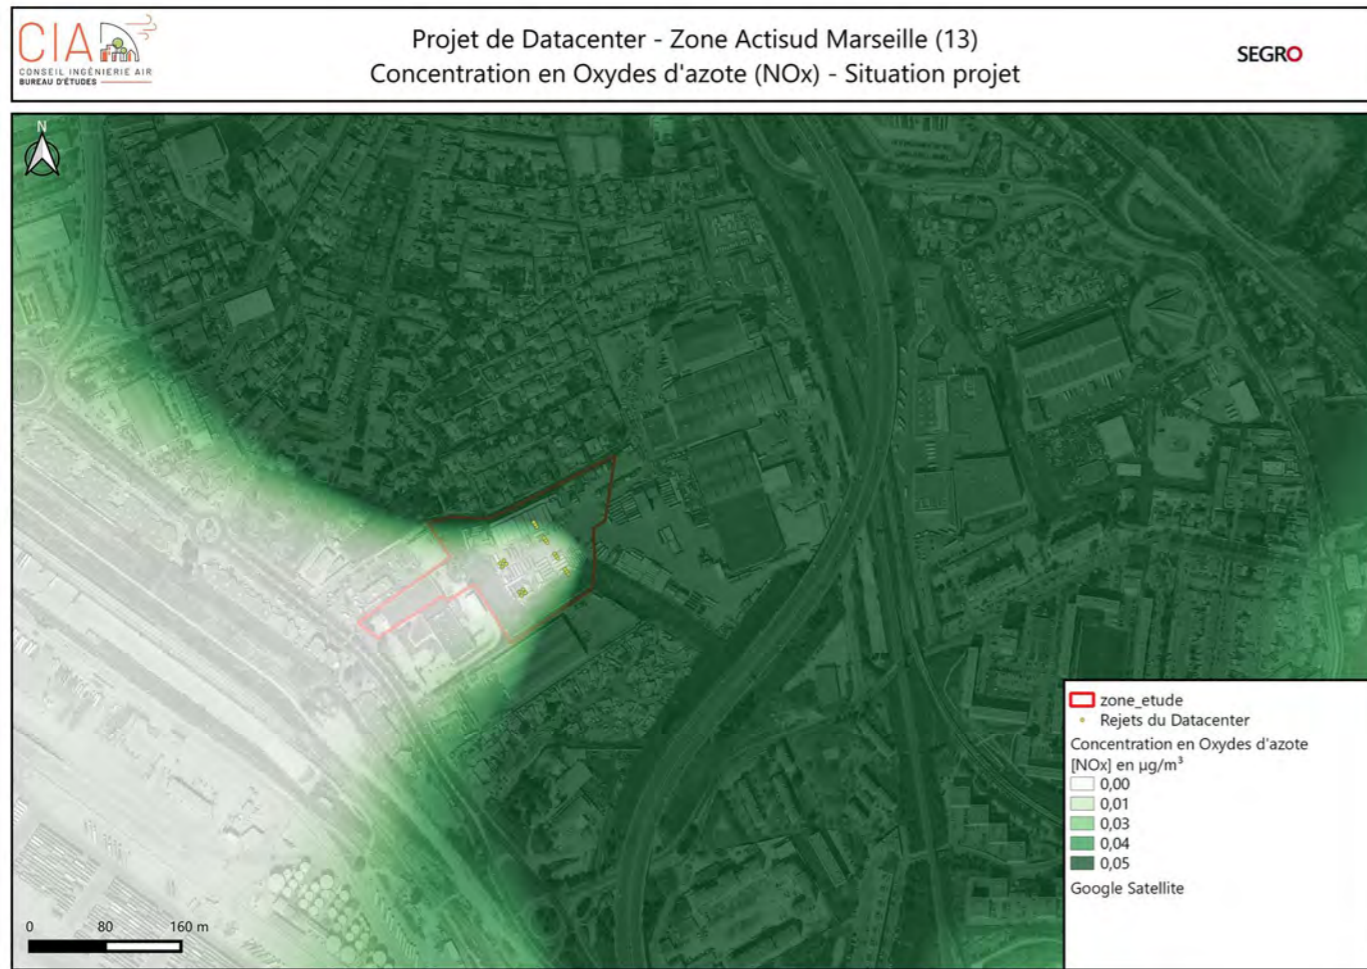 CIA
CONSEIL INGÉNIERIE AIR
BUREAU D'ÉTUDES
Projet de Datacenter - Zone Actisud Marseille (13)
Concentration en Oxydes d'azote (NOx) - Situation projet
SEGRO
N
zone_etude
Rejets du Datacenter
Concentration en Oxydes d'azote
[NOx] en µg/m³
0,00
0,01
0,03
0,04
0,05
Google Satellite
0 80 160 m